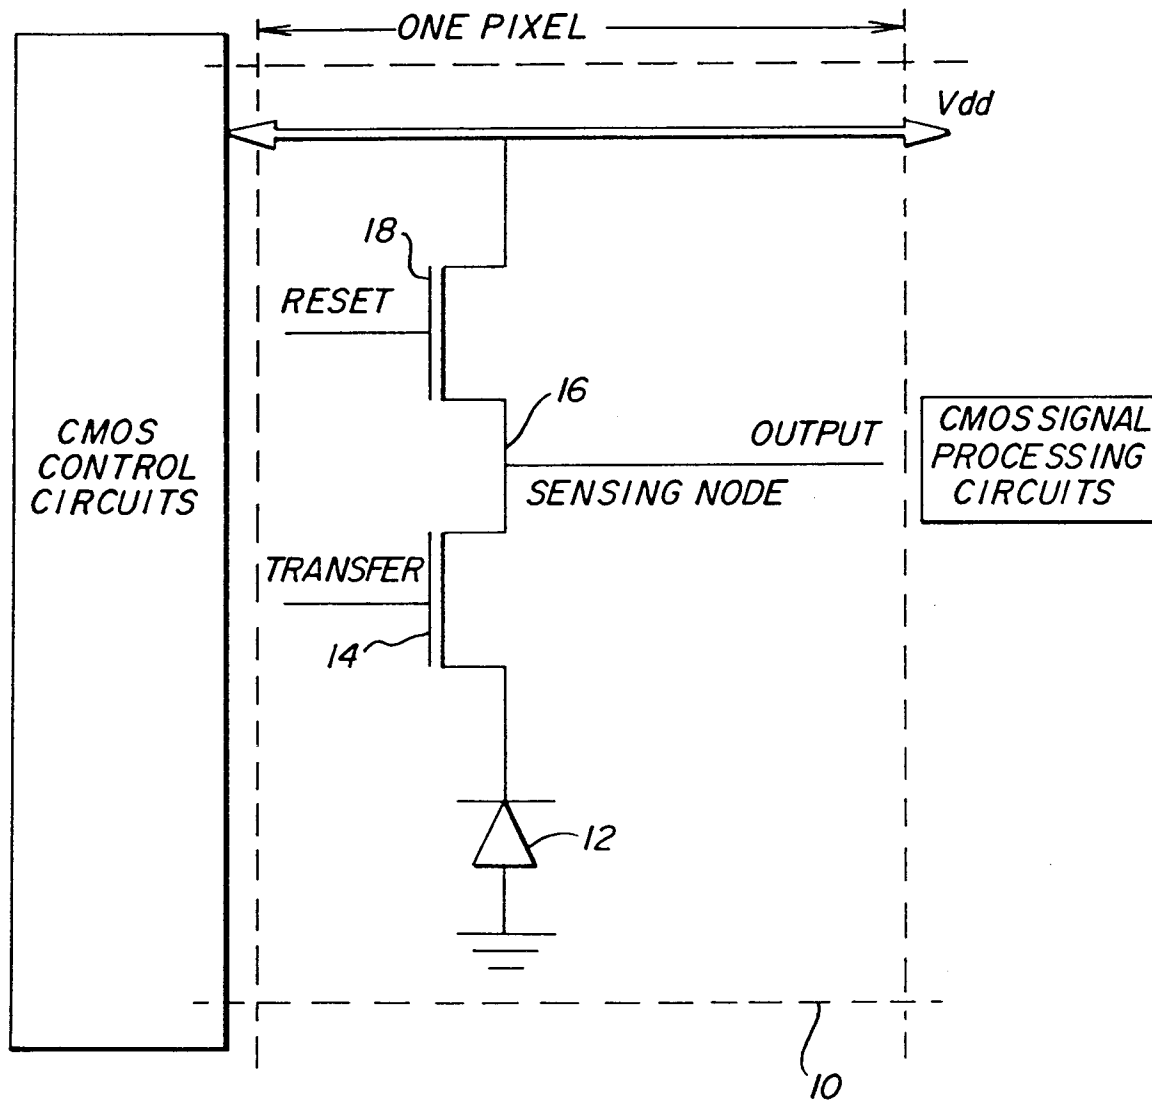 ONE PIXEL
Vdd
18
RESET
16
OUTPUT
SENSING NODE
CMOS
CONTROL
CIRCUITS
CMOS SIGNAL
PROCESSING
CIRCUITS
TRANSFER
14
12
10